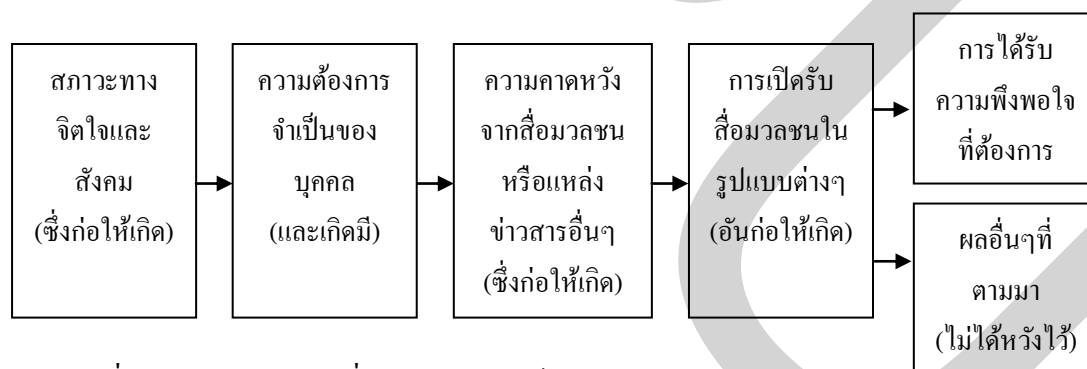 สภาวะทาง
จิตใจและ
สังคม
(ซึ่งก่อให้เกิด)
ความต้องการ
จำเป็นของ
บุคคล
(และเกิดมี)
ความคาดหวัง
จากสื่อมวลชน
หรือแหล่ง
ข่าวสารอื่นๆ
(ซึ่งก่อให้เกิด)
การเปิดรับ
สื่อมวลชนใน
รูปแบบต่างๆ
(อันก่อให้เกิด)
การได้รับ
ความพึงพอใจ
ที่ต้องการ
ผลอื่นๆที่
ตามมา
(ไม่ได้หวังไว้)